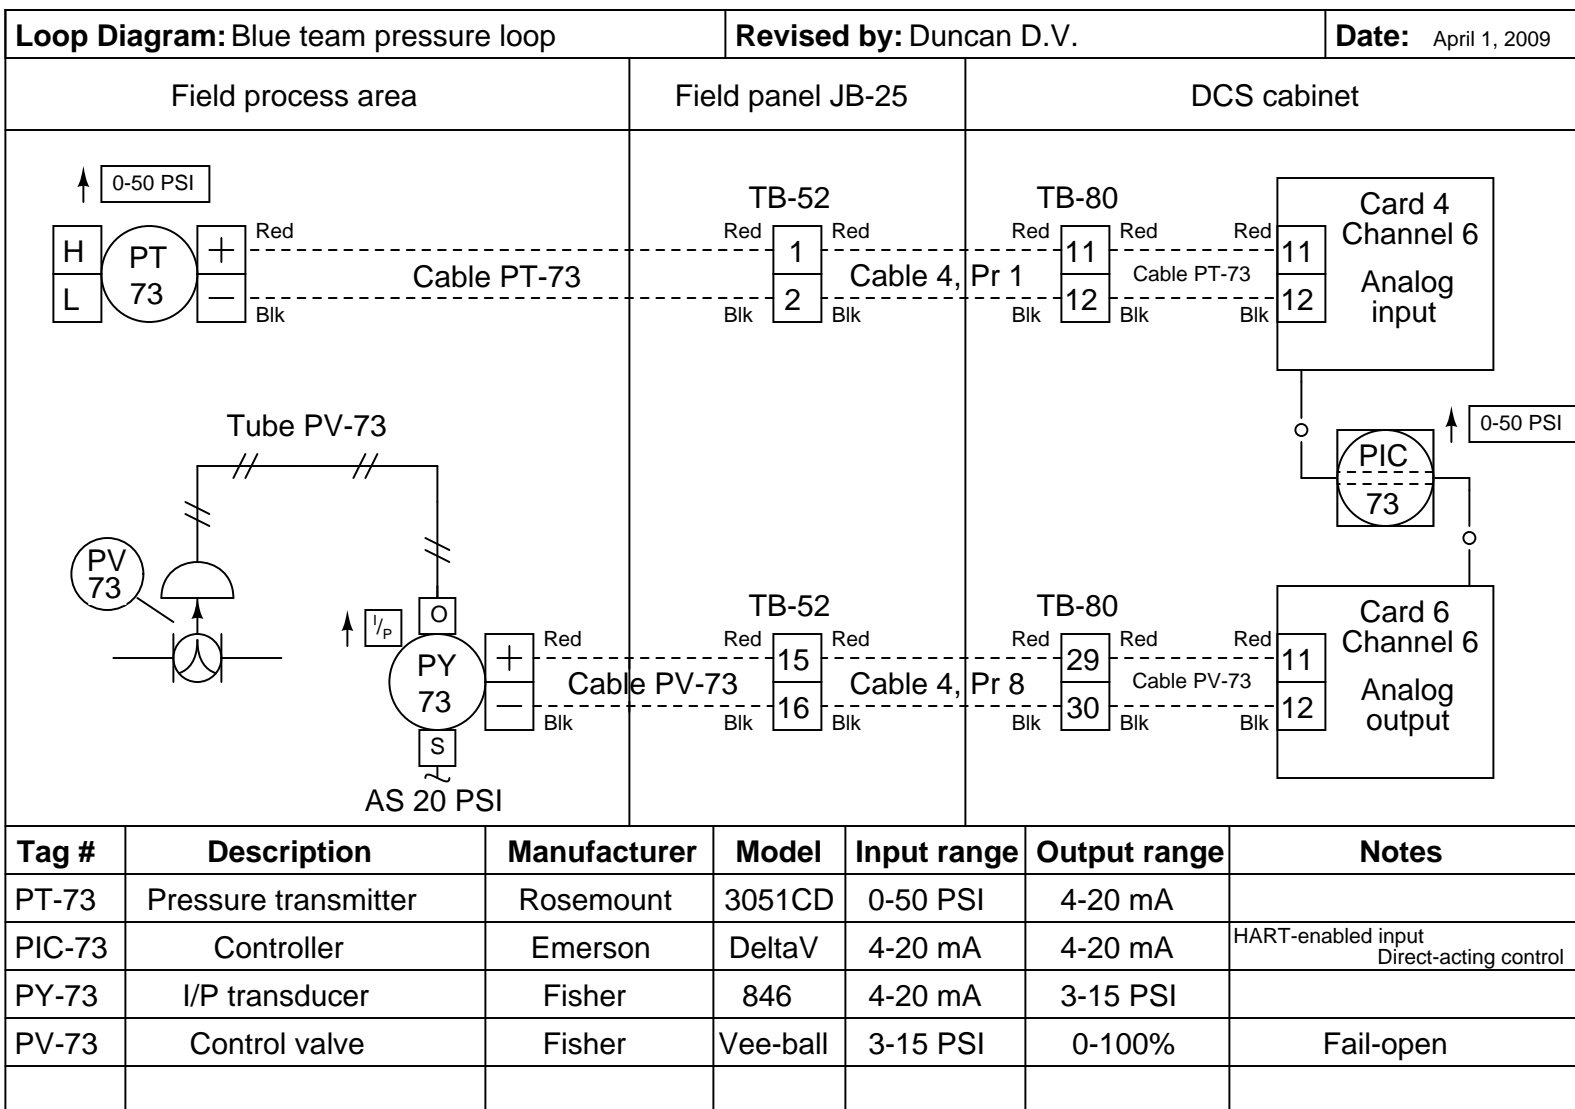 Loop Diagram: Blue team pressure loop Revised by: Duncan D.V. Date: April 1, 2009
Field process area Field panel JB-25 DCS cabinet
0-50 PSI
TB-52 TB-80 Card 4
Channel 6
Analog
input
H PT + Red Red 1 Red Red 11 Red Red 11
Cable PT-73 Cable 4, Pr 1 Cable PT-73
L 73 — Blk Blk 2 Blk Blk 12 Blk Blk 12
Tube PV-73
0-50 PSI
PIC
73
PV
73
TB-52 TB-80 Card 6
Channel 6
Analog
output
I/P O
PY + Red Red 15 Red Red 29 Red Red 11
Cable PV-73 Cable 4, Pr 8 Cable PV-73
73 — Blk Blk 16 Blk Blk 30 Blk Blk 12
S
AS 20 PSI
Tag # Description Manufacturer Model Input range Output range Notes
PT-73 Pressure transmitter Rosemount 3051CD 0-50 PSI 4-20 mA
PIC-73 Controller Emerson DeltaV 4-20 mA 4-20 mA HART-enabled input
Direct-acting control
PY-73 I/P transducer Fisher 846 4-20 mA 3-15 PSI
PV-73 Control valve Fisher Vee-ball 3-15 PSI 0-100% Fail-open